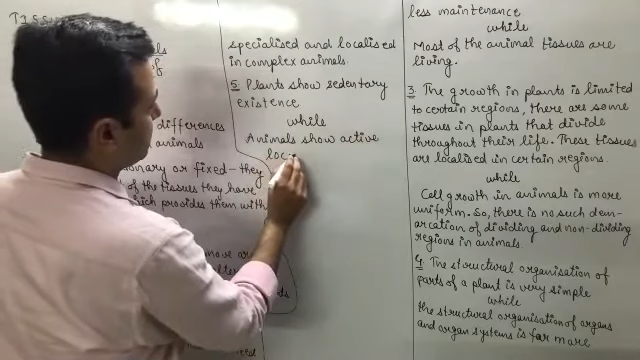 TISSU
differences
animals
onary or fixed- they
of the tissues they have
ich provides them with
move are
specialised and localised
in complex animals.
5 Plants show sedentary
existence
while
Animals show active
loc
less maintenance
while
Most of the animal tissues are
living.
3. The growth in plants is limited
to certain regions, There are some
tissues in plants that divide
throughout their life. These tissues
are localised in certain regions.
while
Cell growth in animals is more
uniform. So, there is no such dem-
arcation of dividing and non-dividing
regions in animals
4. The structural organisation of
parts of a plant is very simple
while
the structural organisation of organs
and organ systems is far more